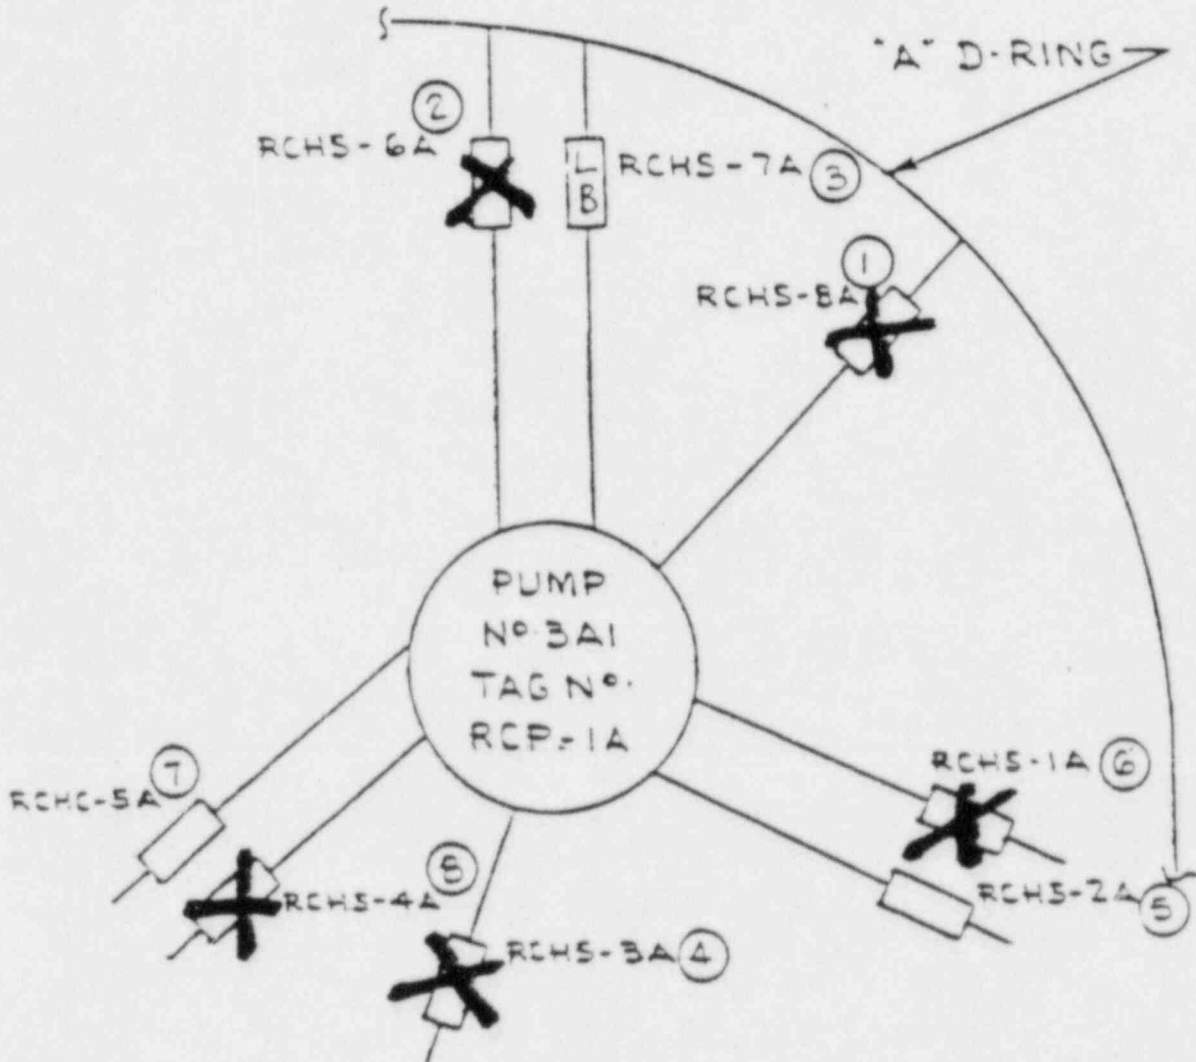 "A" D-RING
2
RCHS-6A
L
B
RCHS-7A 3
1
RCHS-8A
PUMP
Nº 3A1
TAG Nº.
RCP-1A
7
RCHC-5A
RCHS-1A 6
8
RCHS-4A
RCHS-2A 5
RCHS-3A 4